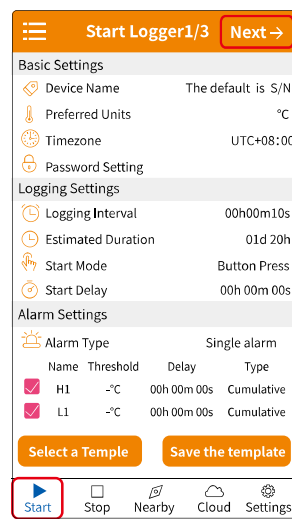 Start Logger1/3 Next→
Basic Settings
Device Name The default is S/N
Preferred Units °C
Timezone UTC+08:00
Password Setting
Logging Settings
Logging Interval 00h00m10s
Estimated Duration 01d 20h
Start Mode Button Press
Start Delay 00h 00m 00s
Alarm Settings
Alarm Type Single alarm
Name Threshold Delay Type
H1 -°C 00h 00m 00s Cumulative
L1 -°C 00h 00m 00s Cumulative
Select a Temple Save the template
Start Stop Nearby Cloud Settings